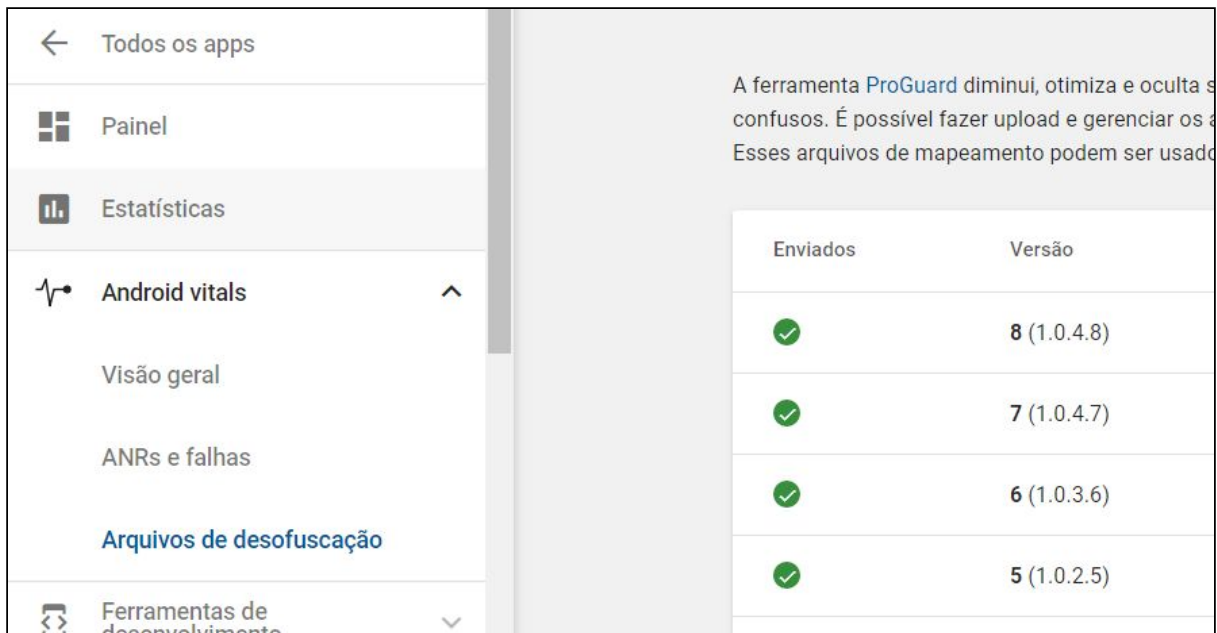 Todos os apps
Painel
Estatísticas
Android vitals
Visão geral
ANRs e falhas
Arquivos de desofuscação
Ferramentas de
desenvolvimento
A ferramenta ProGuard diminui, otimiza e oculta s
confusos. É possível fazer upload e gerenciar os a
Esses arquivos de mapeamento podem ser usado
Enviados Versão
8 (1.0.4.8)
7 (1.0.4.7)
6 (1.0.3.6)
5 (1.0.2.5)